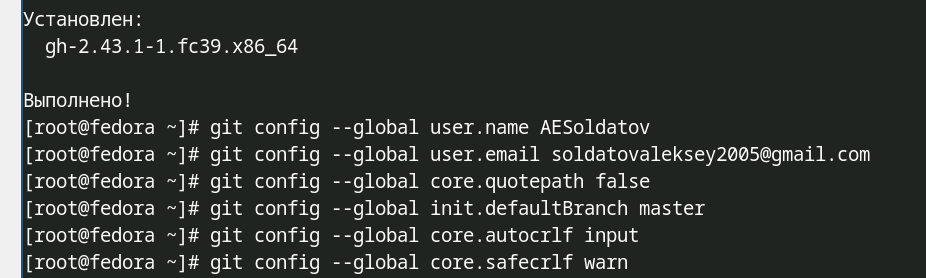 Установлен:
gh-2.43.1-1.fc39.x86_64
Выполнено!
[root@fedora ~]# git config --global user.name AESoldatov
[root@fedora ~]# git config --global user.email soldatovaleksey2005@gmail.com
[root@fedora ~]# git config --global core.quotepath false
[root@fedora ~]# git config --global init.defaultBranch master
[root@fedora ~]# git config --global core.autocrlf input
[root@fedora ~]# git config --global core.safecrlf warn